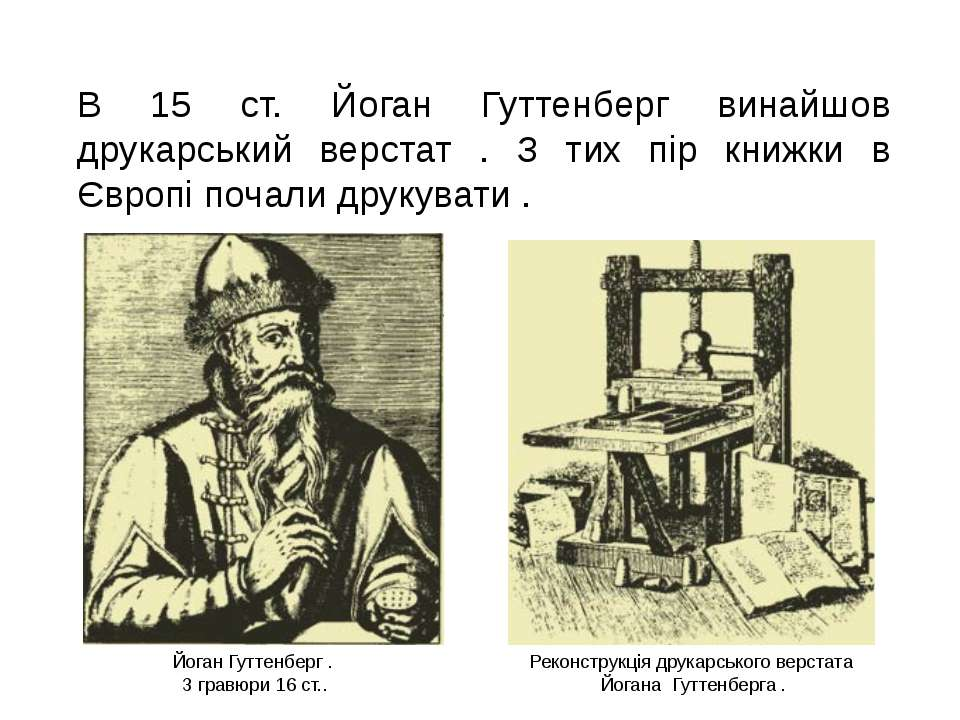 В 15 ст. Йоган Гуттенберг винайшов
друкарський верстат . З тих пір книжки в
Європі почали друкувати .
Йоган Гуттенберг .
З гравюри 16 ст..
Реконструкція друкарського верстата
Йогана Гуттенберга .